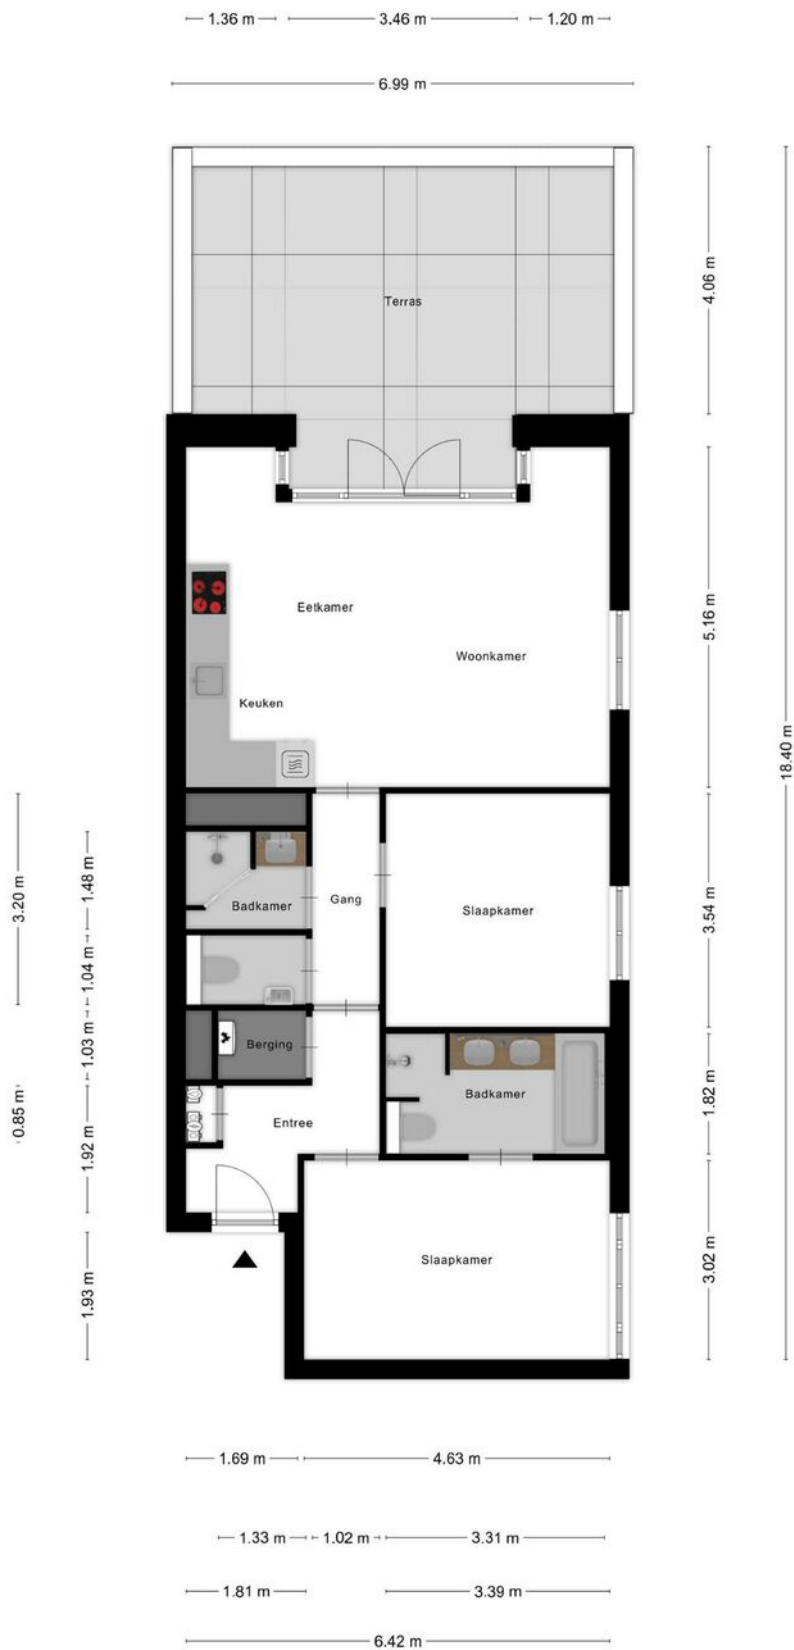 1.36 m
3.46 m
1.20 m
6.99 m
Terras
4.06 m
Eetkamer
Woonkamer
Keuken
5.16 m
18.40 m
Badkamer
Gang
Slaapkamer
3.20 m
1.48 m
3.54 m
1.04 m
Berging
1.03 m
Badkamer
1.82 m
0.85 m
Entree
1.92 m
Slaapkamer
3.02 m
1.93 m
1.69 m
4.63 m
1.33 m
1.02 m
3.31 m
1.81 m
3.39 m
6.42 m